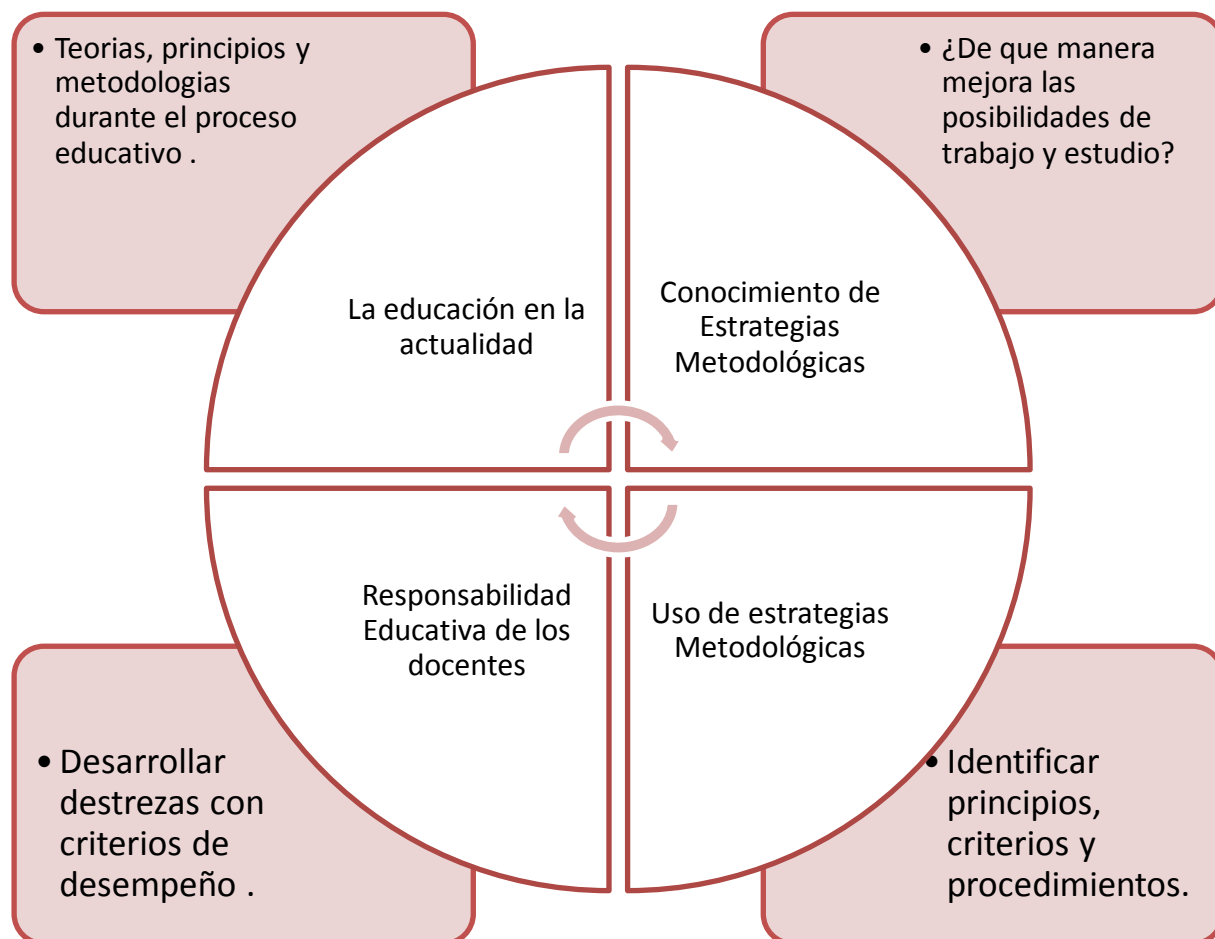 • Teorias, principios y
metodologias
durante el proceso
educativo .
• ¿De que manera
mejora las
posibilidades de
trabajo y estudio?
La educación en la
actualidad
Conocimiento de
Estrategias
Metodológicas
Responsabilidad
Educativa de los
docentes
Uso de estrategias
Metodológicas
• Desarrollar
destrezas con
criterios de
desempeño .
• Identificar
principios,
criterios y
procedimientos.